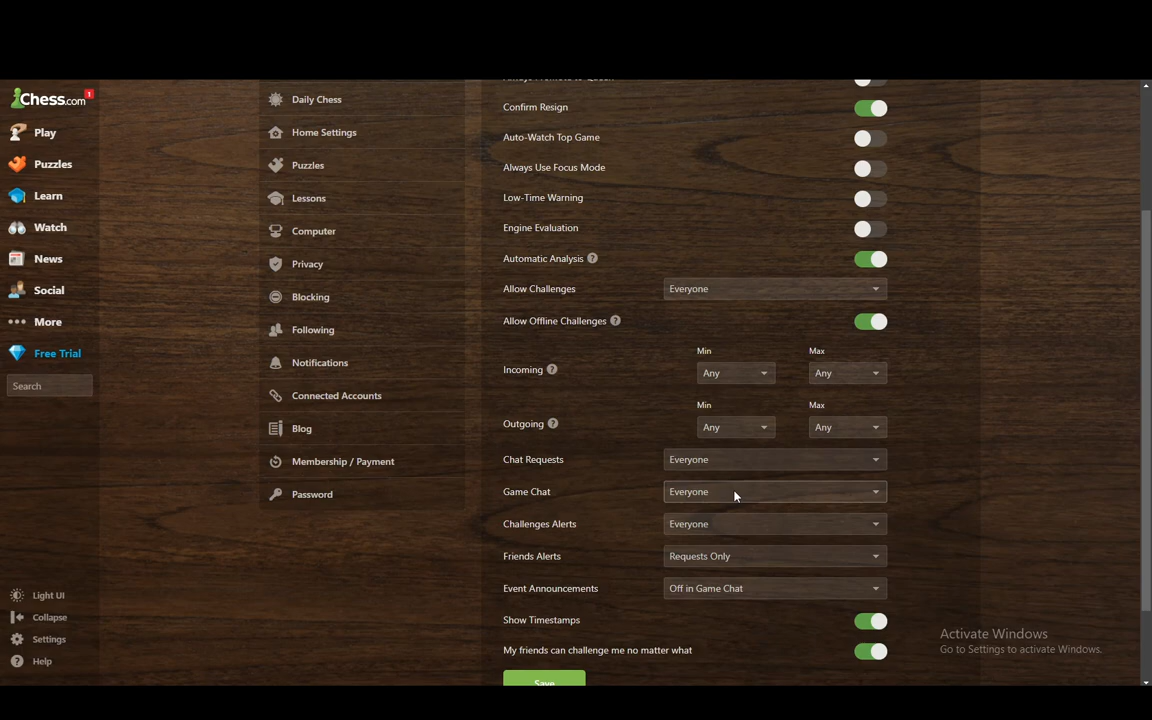 Chess.com 1
Play
Puzzles
Learn
Watch
News
Social
More
Free Trial
Search
Light UI
Collapse
Settings
Help
Daily Chess
Home Settings
Puzzles
Lessons
Computer
Privacy
Blocking
Following
Notifications
Connected Accounts
Blog
Membership / Payment
Password
Confirm Resign
Auto-Watch Top Game
Always Use Focus Mode
Low-Time Warning
Engine Evaluation
Automatic Analysis ?
Allow Challenges Everyone
Allow Offline Challenges ?
Min Max
Incoming ? Any Any
Min Max
Outgoing ? Any Any
Chat Requests Everyone
Game Chat Everyone
Challenges Alerts Everyone
Friends Alerts Requests Only
Event Announcements Off in Game Chat
Show Timestamps
My friends can challenge me no matter what
Save
Activate Windows
Go to Settings to activate Windows.